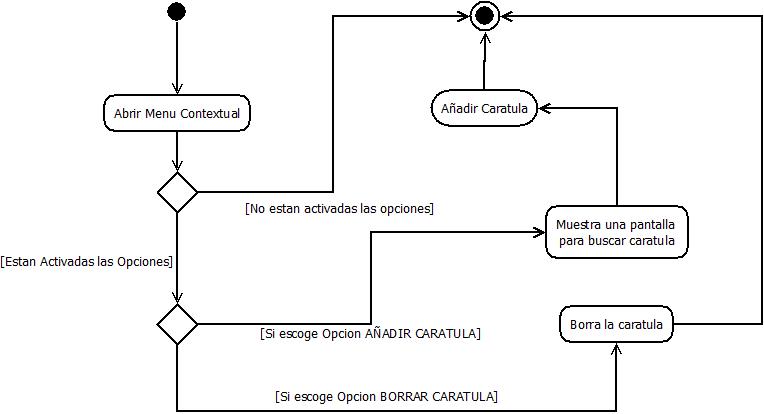 Abrir Menu Contextual
Añadir Caratula
[No estan activadas las opciones]
Muestra una pantalla
para buscar caratula
[Estan Activadas las Opciones]
[Si escoge Opcion AÑADIR CARATULA]
Borra la caratula
[Si escoge Opcion BORRAR CARATULA]